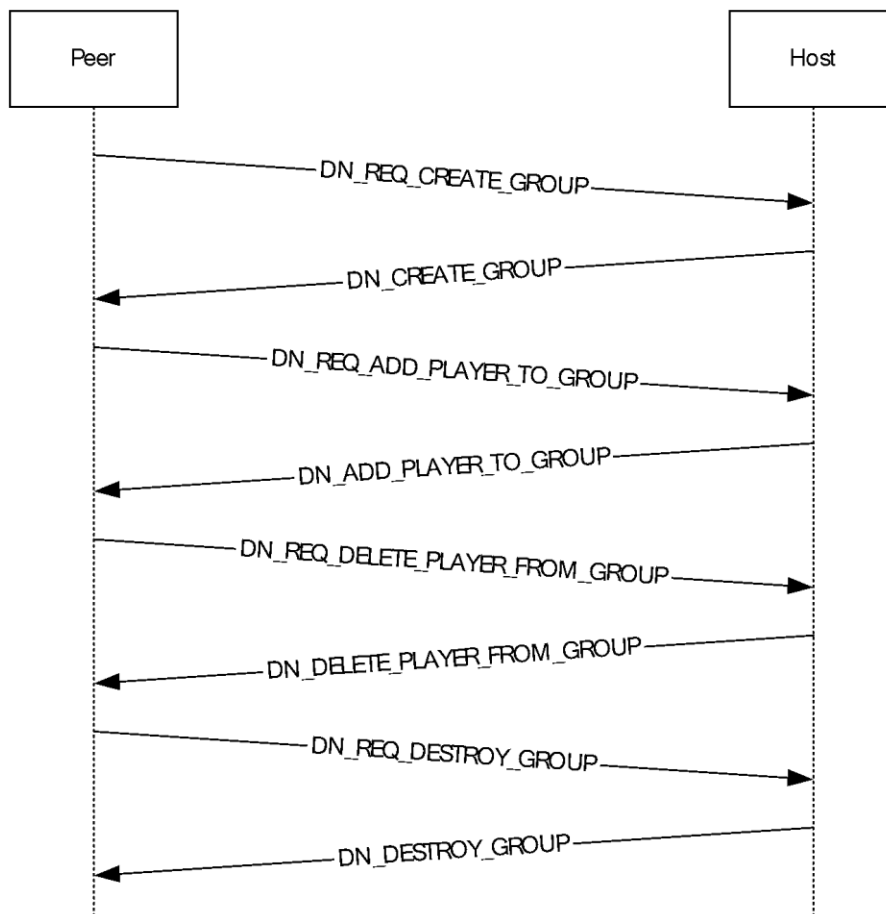 Peer
Host
DN_REQ_CREATE_GROUP
DN_CREATE_GROUP
DN_REQ_ADD_PLAYER_TO_GROUP
DN_ADD_PLAYER_TO_GROUP
DN_REQ_DELETE_PLAYER_FROM_GROUP
DN_DELETE_PLAYER_FROM_GROUP
DN_REQ_DESTROY_GROUP
DN_DESTROY_GROUP